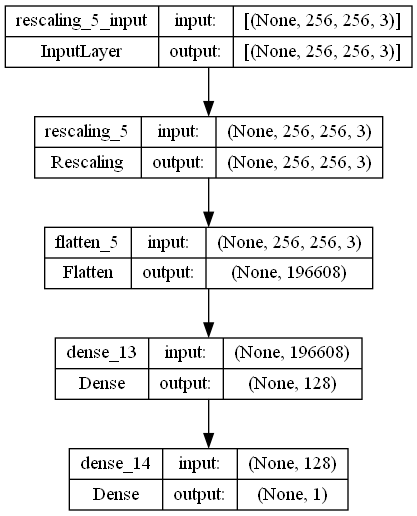 rescaling_5_input input: [(None, 256, 256, 3)]
InputLayer output: [(None, 256, 256, 3)]
rescaling_5 input: (None, 256, 256, 3)
Rescaling output: (None, 256, 256, 3)
flatten_5 input: (None, 256, 256, 3)
Flatten output: (None, 196608)
dense_13 input: (None, 196608)
Dense output: (None, 128)
dense_14 input: (None, 128)
Dense output: (None, 1)